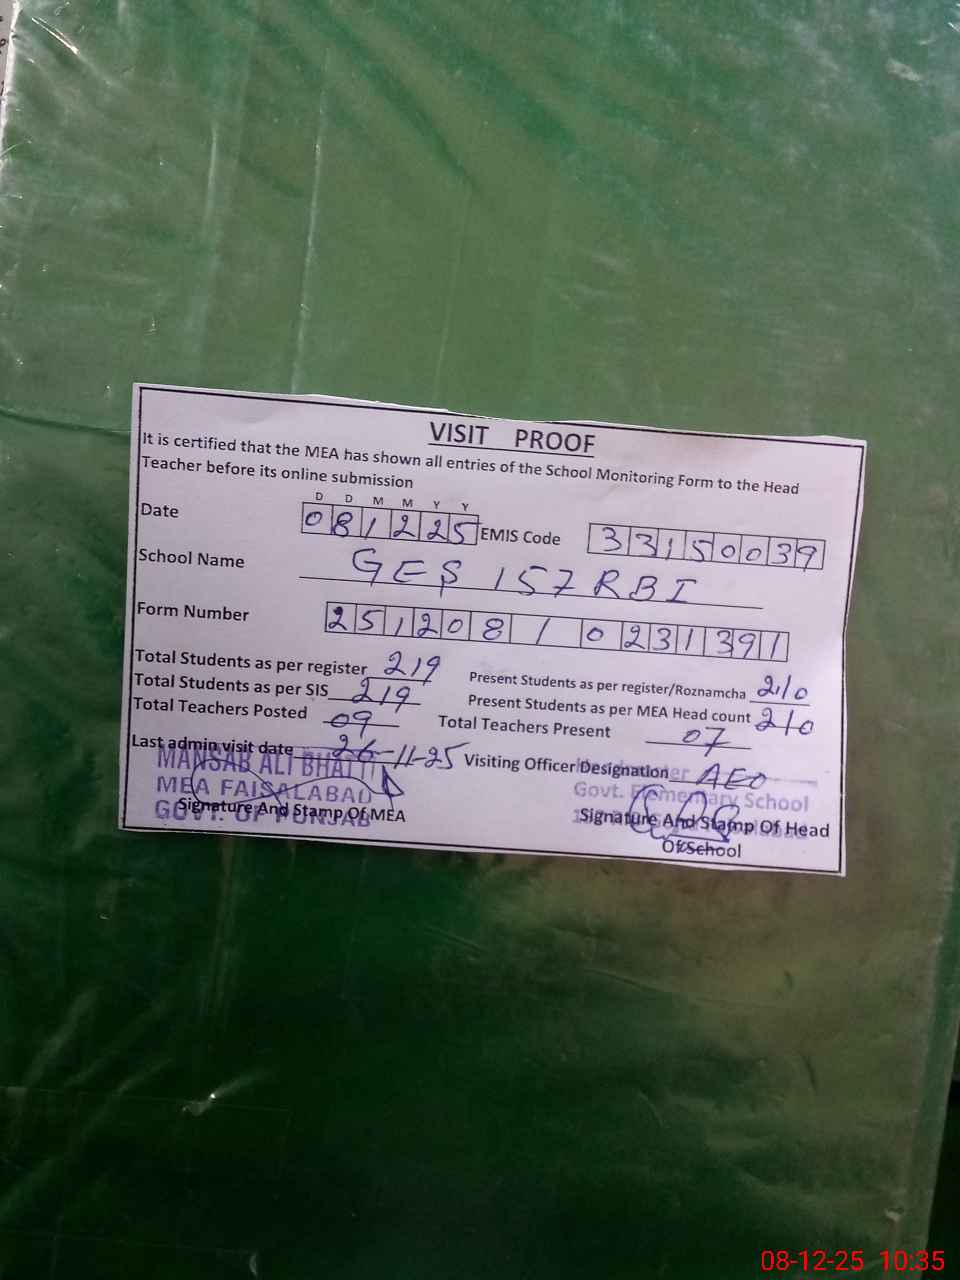 VISIT PROOF
It is certified that the MEA has shown all entries of the School Monitoring Form to the Head
Teacher before its online submission
D D M M Y Y
Date 081225 EMIS Code 33150039
School Name GES 157 RBI
Form Number 251208 1 0231391
Total Students as per register 219 Present Students as per register/Roznamcha 210
Total Students as per SIS 219 Present Students as per MEA Head count 210
Total Teachers Posted 09 Total Teachers Present 07
Last admin visit date 26-11-25 Visiting Officer Designation AEO
MANSAB ALI BHATTI
MEA FAISALABAD
GOVT. OF PUNJAB
Signature And Stamp Of MEA
Govt. Elementary School
Signature And Stamp Of Head
Of School
08-12-25 10:35